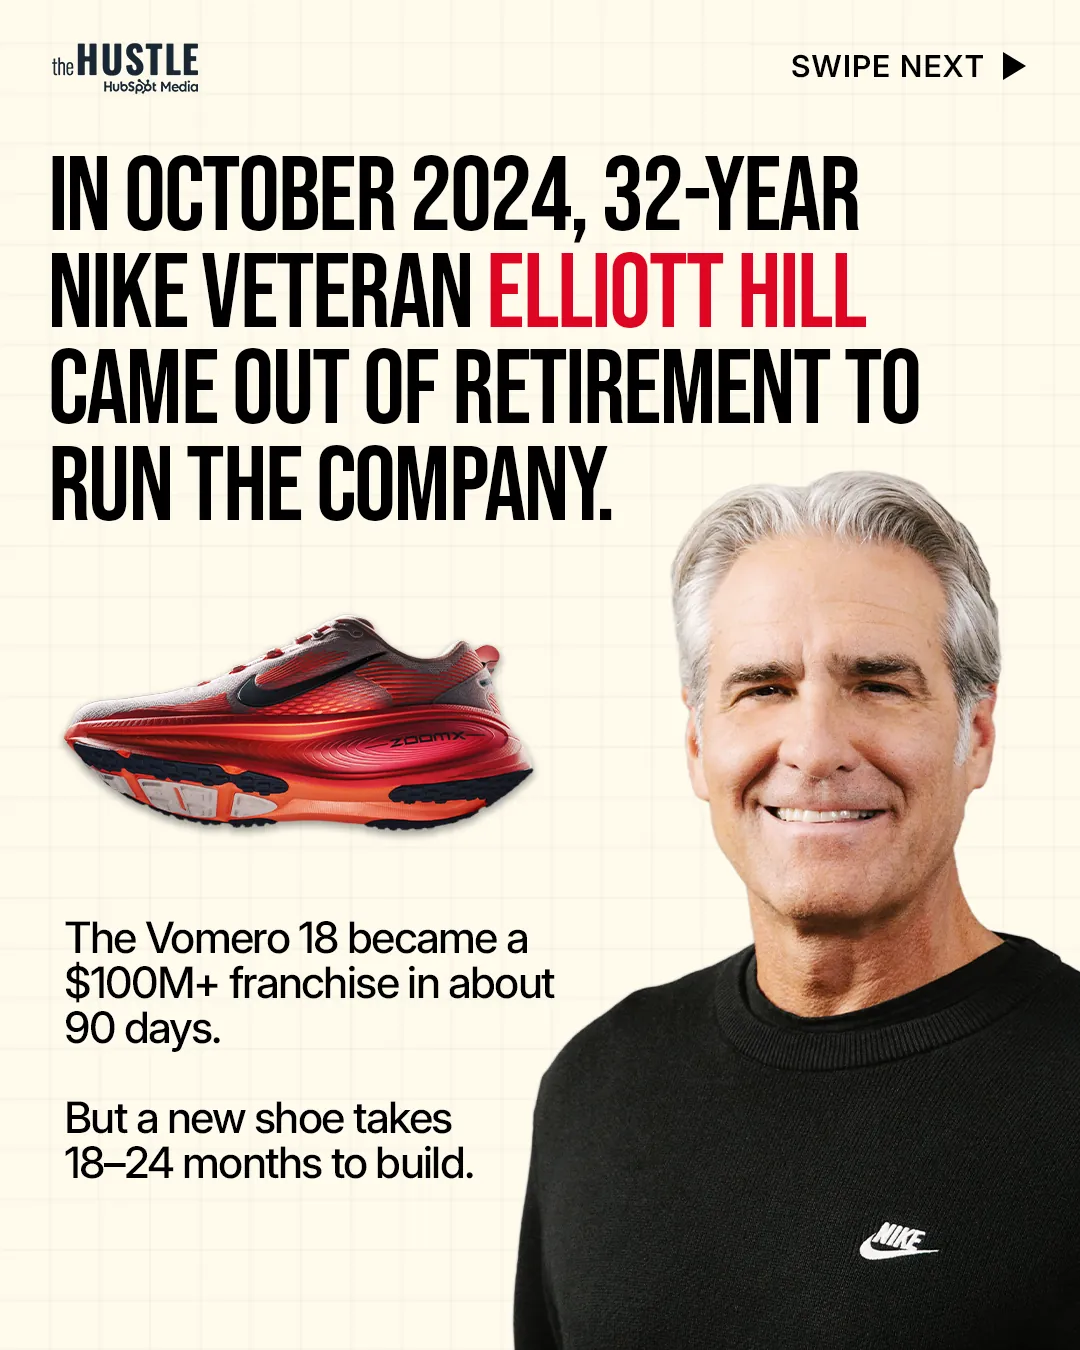 the HUSTLE
HubSpot Media
SWIPE NEXT
IN OCTOBER 2024, 32-YEAR
NIKE VETERAN ELLIOTT HILL
CAME OUT OF RETIREMENT TO
RUN THE COMPANY.
ZOOMX
The Vomero 18 became a
$100M+ franchise in about
90 days.
But a new shoe takes
18–24 months to build.
NIKE